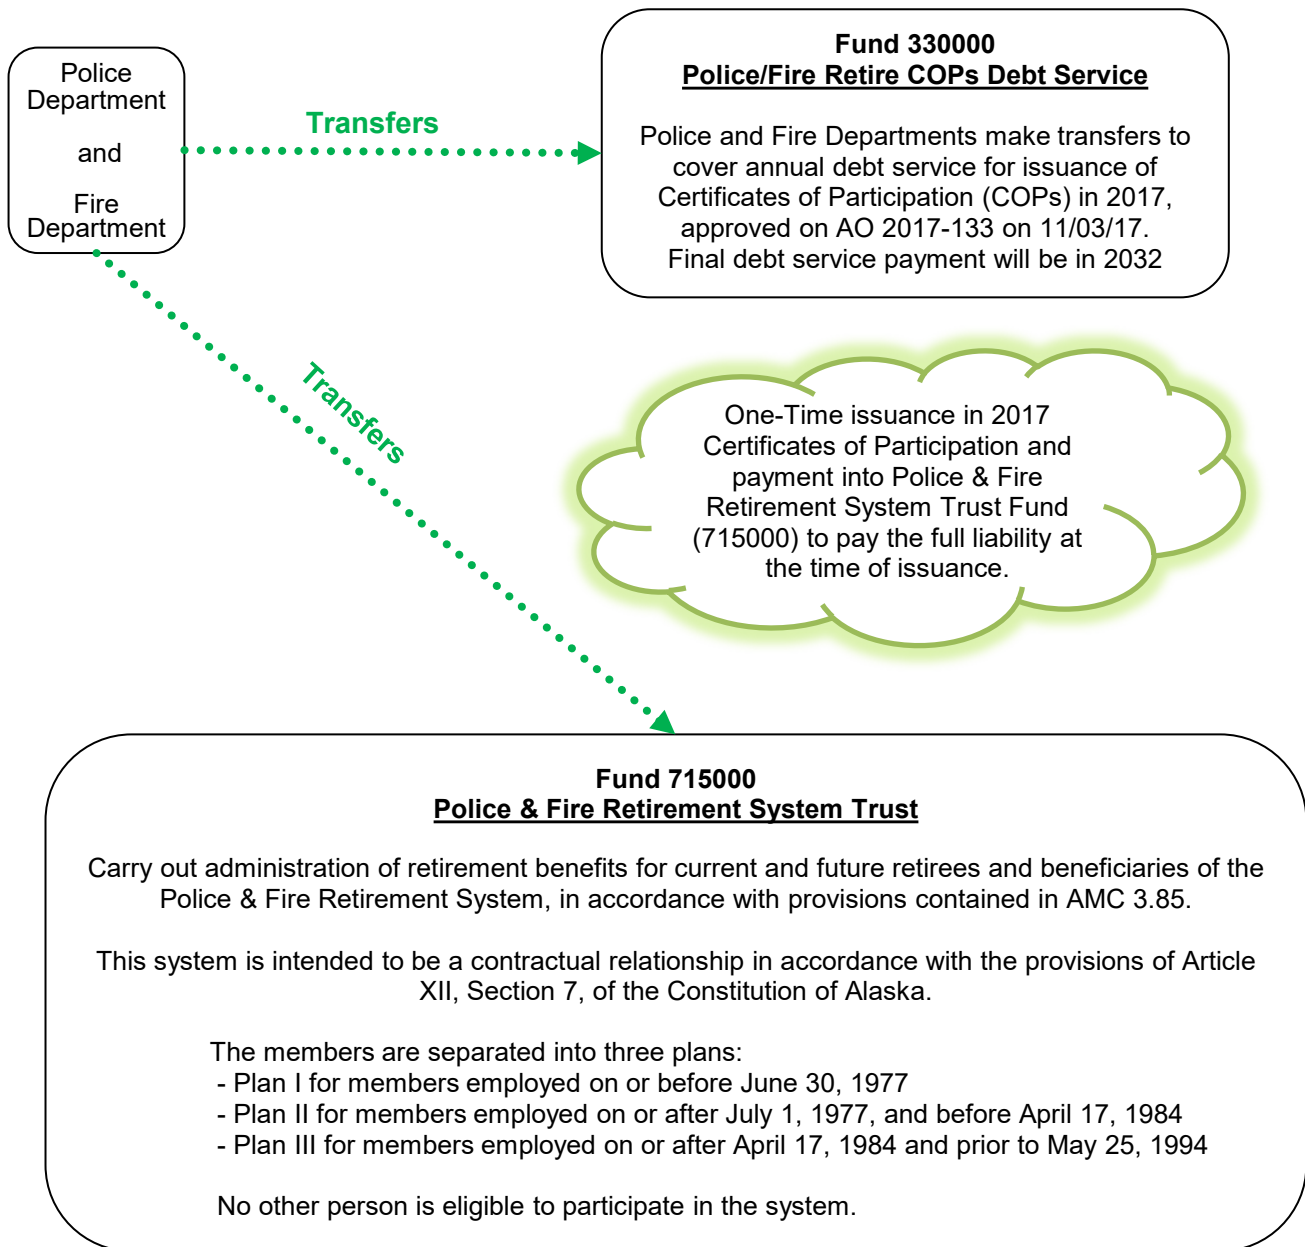 Police
Department
and
Fire
Department
Transfers
Fund 330000
Police/Fire Retire COPs Debt Service
Police and Fire Departments make transfers to
cover annual debt service for issuance of
Certificates of Participation (COPs) in 2017,
approved on AO 2017-133 on 11/03/17.
Final debt service payment will be in 2032
Transfers
One-Time issuance in 2017
Certificates of Participation and
payment into Police & Fire
Retirement System Trust Fund
(715000) to pay the full liability at
the time of issuance.
Fund 715000
Police & Fire Retirement System Trust
Carry out administration of retirement benefits for current and future retirees and beneficiaries of the
Police & Fire Retirement System, in accordance with provisions contained in AMC 3.85.
This system is intended to be a contractual relationship in accordance with the provisions of Article
XII, Section 7, of the Constitution of Alaska.
The members are separated into three plans:
- Plan I for members employed on or before June 30, 1977
- Plan II for members employed on or after July 1, 1977, and before April 17, 1984
- Plan III for members employed on or after April 17, 1984 and prior to May 25, 1994
No other person is eligible to participate in the system.